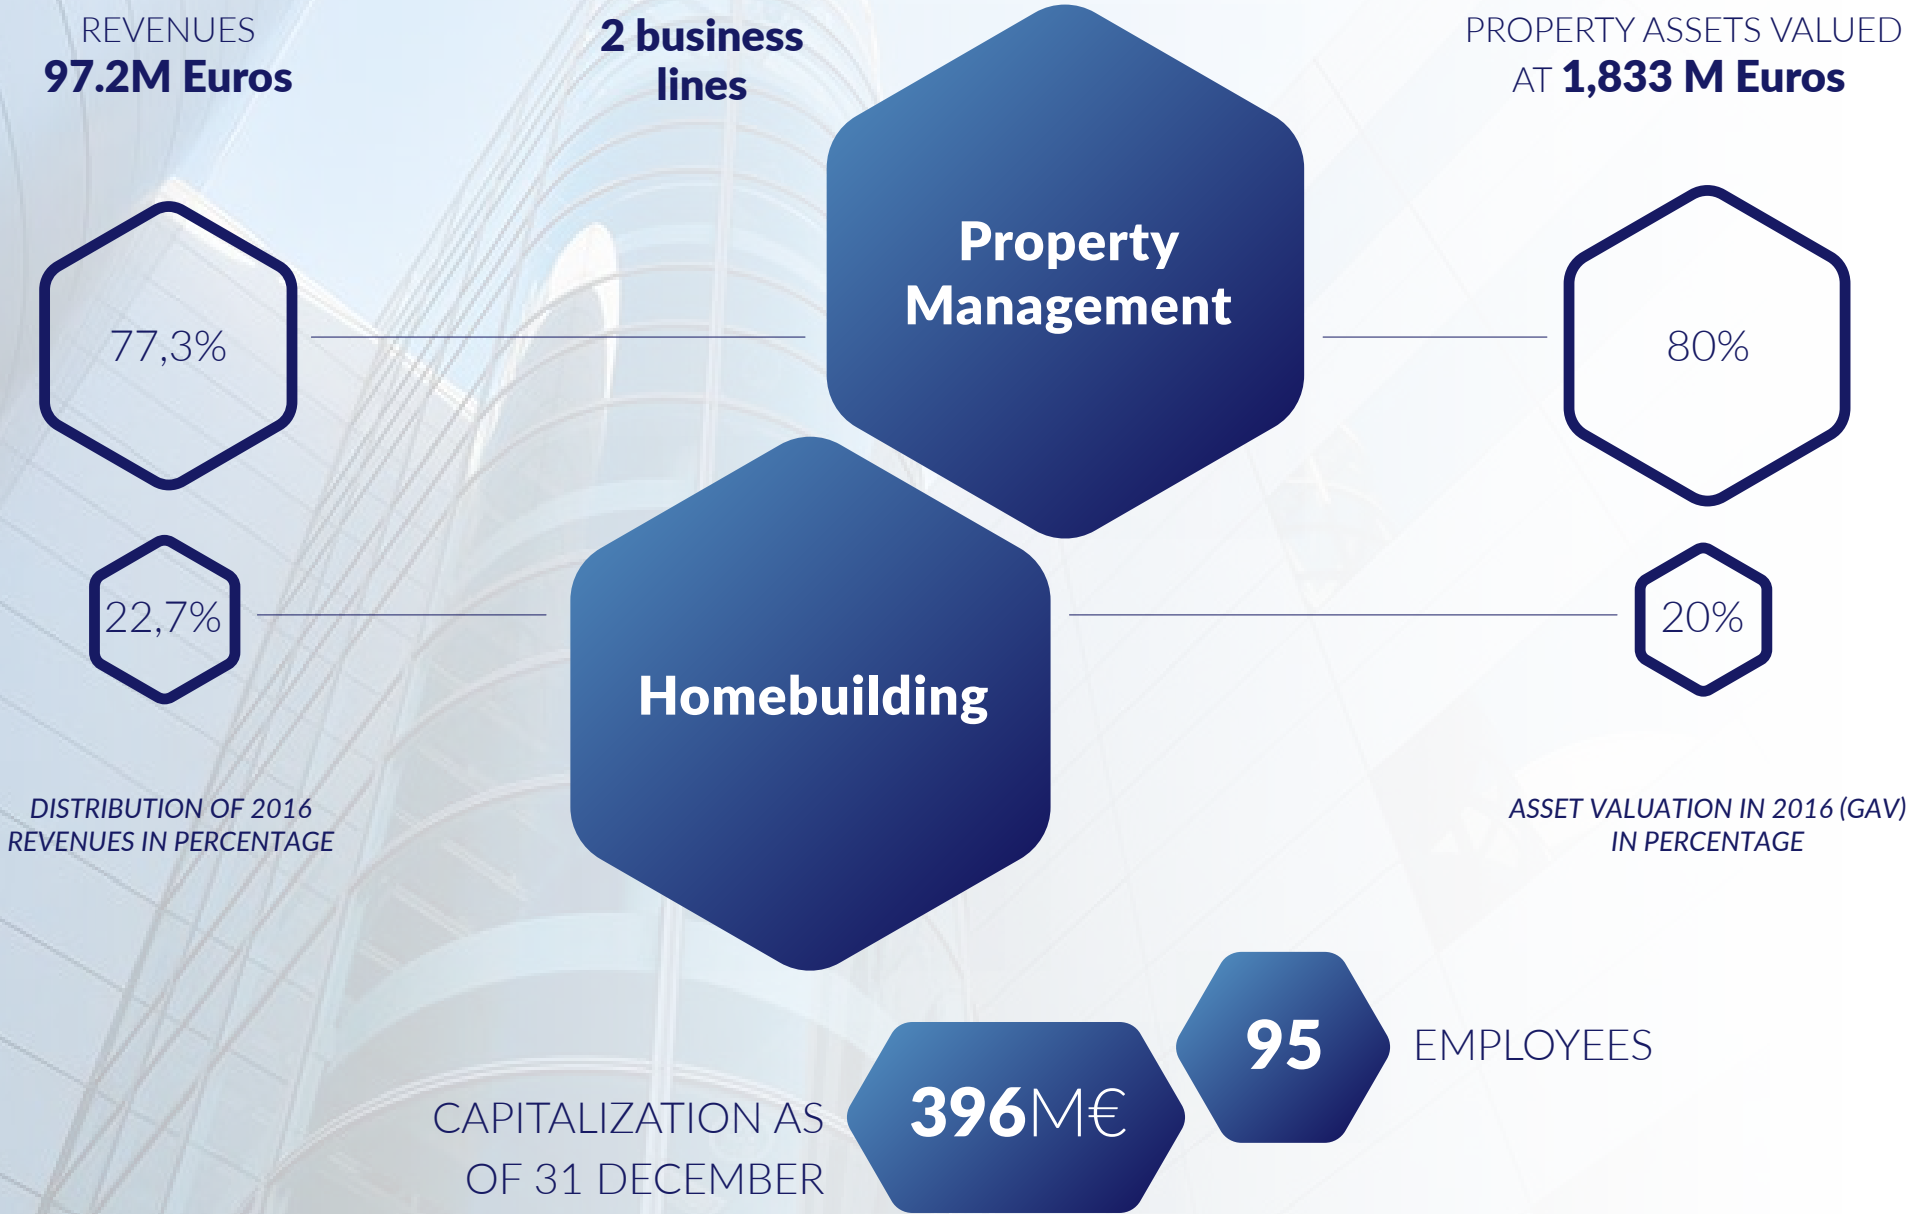 REVENUES
97.2M Euros
2 business
lines
PROPERTY ASSETS VALUED
AT 1,833 M Euros
Property
Management
77,3%
80%
22,7%
20%
Homebuilding
DISTRIBUTION OF 2016
REVENUES IN PERCENTAGE
ASSET VALUATION IN 2016 (GAV)
IN PERCENTAGE
95
EMPLOYEES
396M€
CAPITALIZATION AS
OF 31 DECEMBER